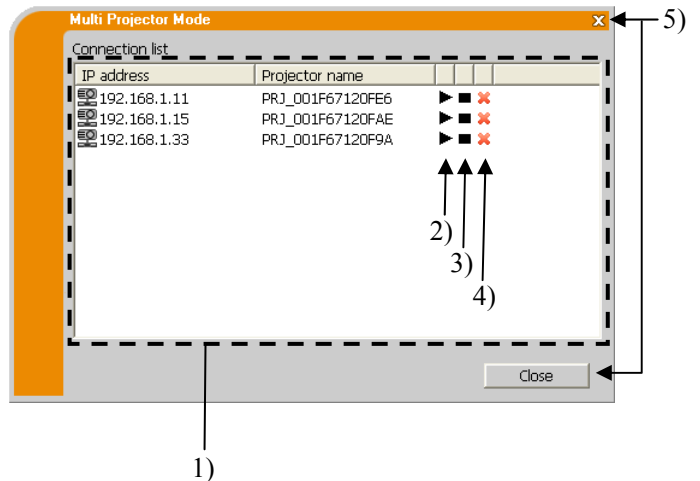 Multi Projector Mode
5)
Connection list
IP address Projector name
192.168.1.11 PRJ_001F67120FE6
192.168.1.15 PRJ_001F67120FAE
192.168.1.33 PRJ_001F67120F9A
2)
3)
4)
Close
1)